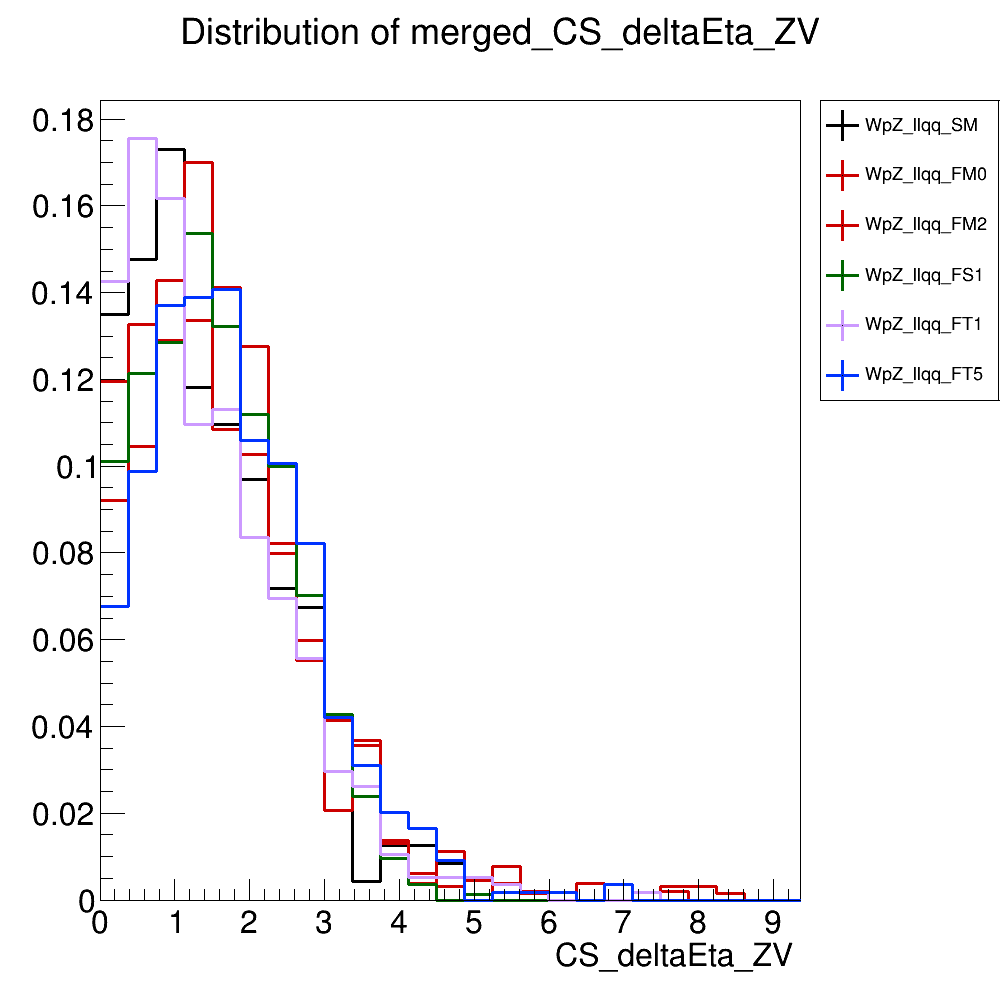 Distribution of merged_CS_deltaEta_ZV
0.18
0.16
0.14
0.12
0.1
0.08
0.06
0.04
0.02
0
0 1 2 3 4 5 6 7 8 9
CS_deltaEta_ZV
WpZ_llqq_SM
WpZ_llqq_FM0
WpZ_llqq_FM2
WpZ_llqq_FS1
WpZ_llqq_FT1
WpZ_llqq_FT5